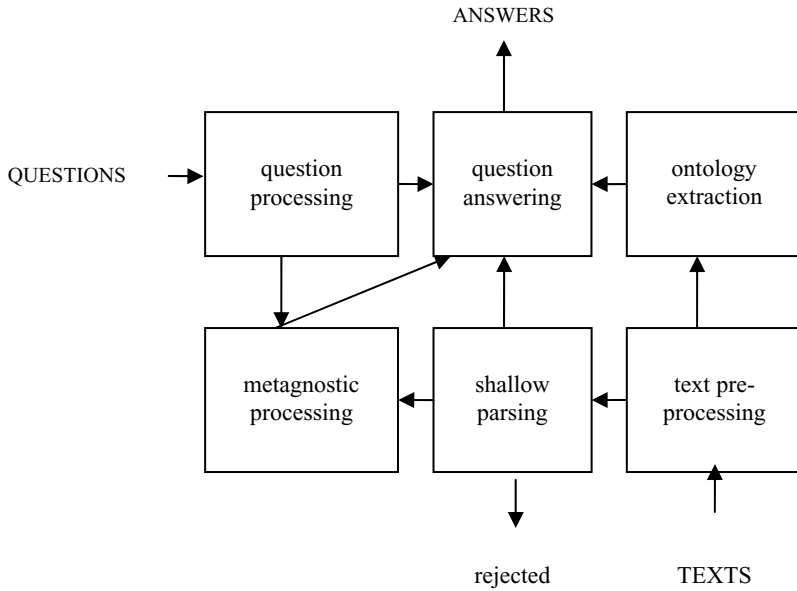 ANSWERS
QUESTIONS
question
processing
question
answering
ontology
extraction
metagnostic
processing
shallow
parsing
text pre-
processing
rejected
TEXTS